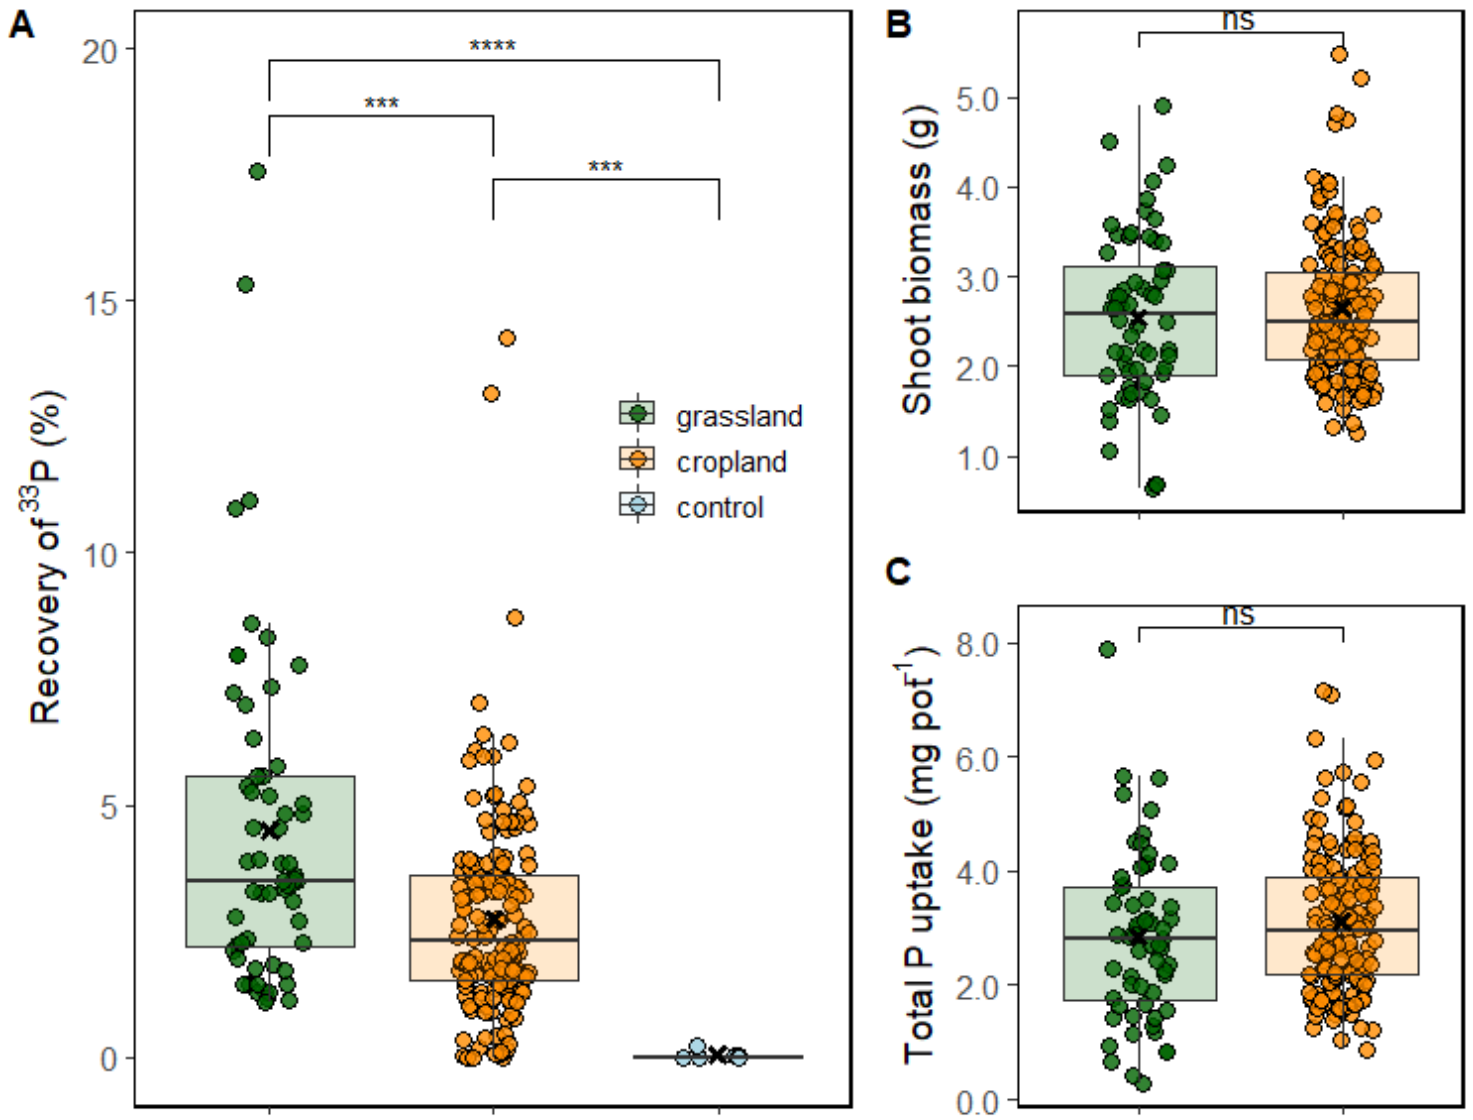 A
Recovery of ³³P (%)
20
15
10
5
0
****
***
***
grassland
cropland
control
B
Shoot biomass (g)
5.0
4.0
3.0
2.0
1.0
ns
C
Total P uptake (mg pot⁻¹)
8.0
6.0
4.0
2.0
0.0
ns